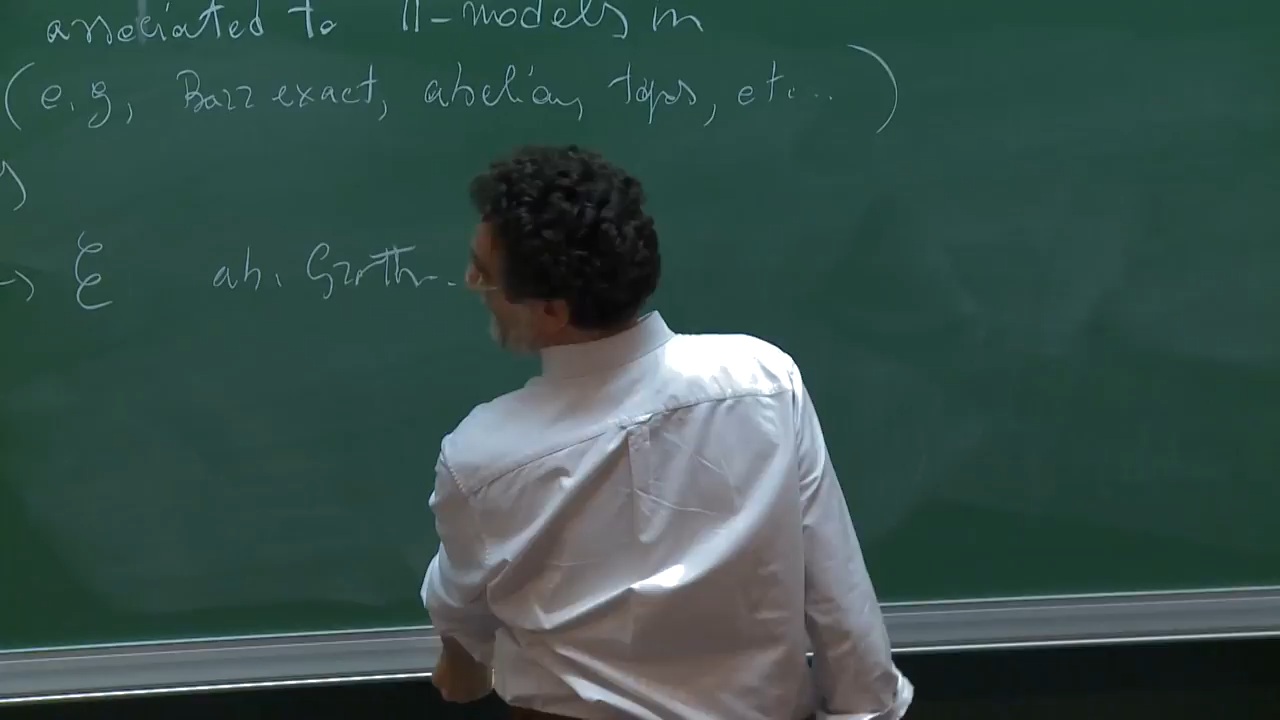 associated to Π-models in
(e.g, Barr exact, abelian, topos, etc...)
s
→ ℰ ab. Groth.